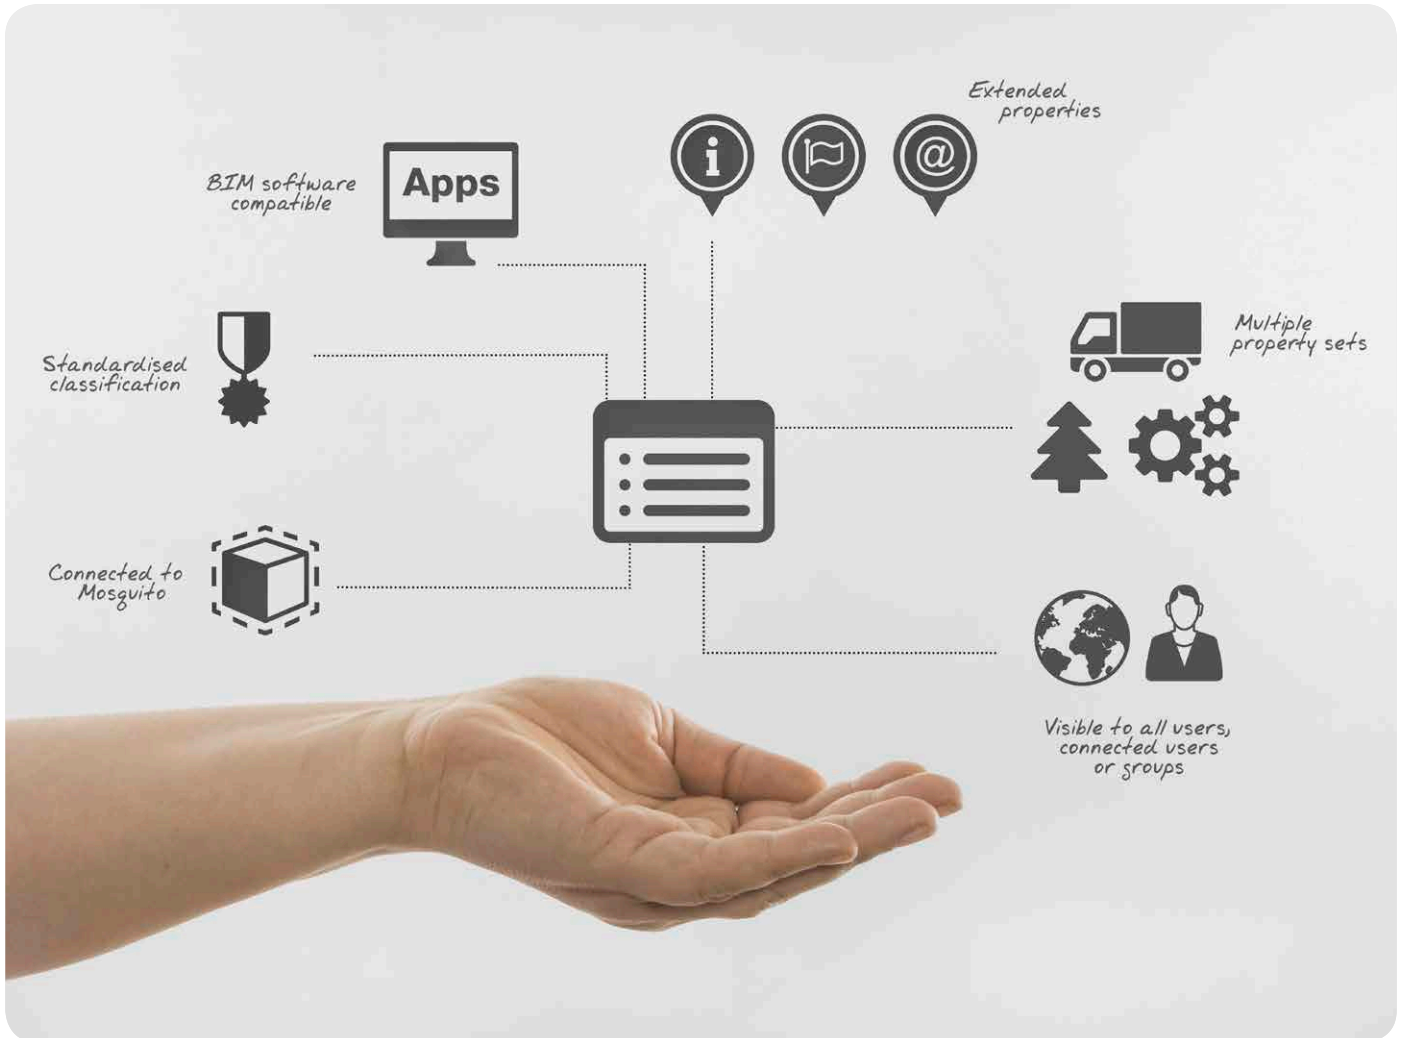 Extended
properties
BIM software
compatible
Apps
i
@
Multiple
property sets
Standardised
classification
Connected to
Mosquito
Visible to all users,
connected users
or groups